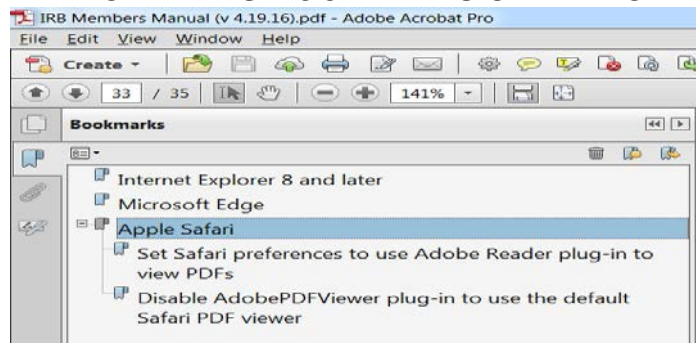 IRB Members Manual (v 4.19.16).pdf - Adobe Acrobat Pro
File Edit View Window Help
Create
33 / 35 141%
Bookmarks
Internet Explorer 8 and later
Microsoft Edge
Apple Safari
Set Safari preferences to use Adobe Reader plug-in to
view PDFs
Disable AdobePDFViewer plug-in to use the default
Safari PDF viewer